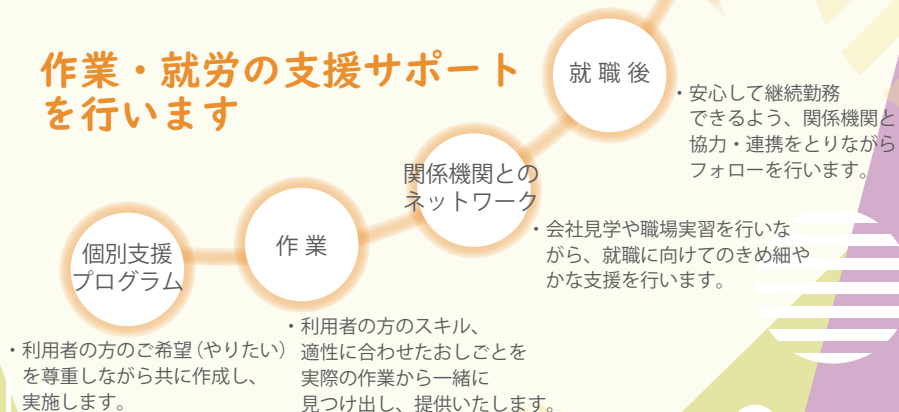 作業・就労の支援サポート
を行います
個別支援
プログラム
・利用者の方のご希望（やりたい）
を尊重しながら共に作成し、
実施します。
作業
・利用者の方のスキル、
適性に合わせたおしごとを
実際の作業から一緒に
見つけ出し、提供いたします。
関係機関との
ネットワーク
・会社見学や職場実習を行いな
がら、就職に向けてのきめ細や
かな支援を行います。
就職後
・安心して継続勤務
できるよう、関係機関と
協力・連携をとりながら
フォローを行います。